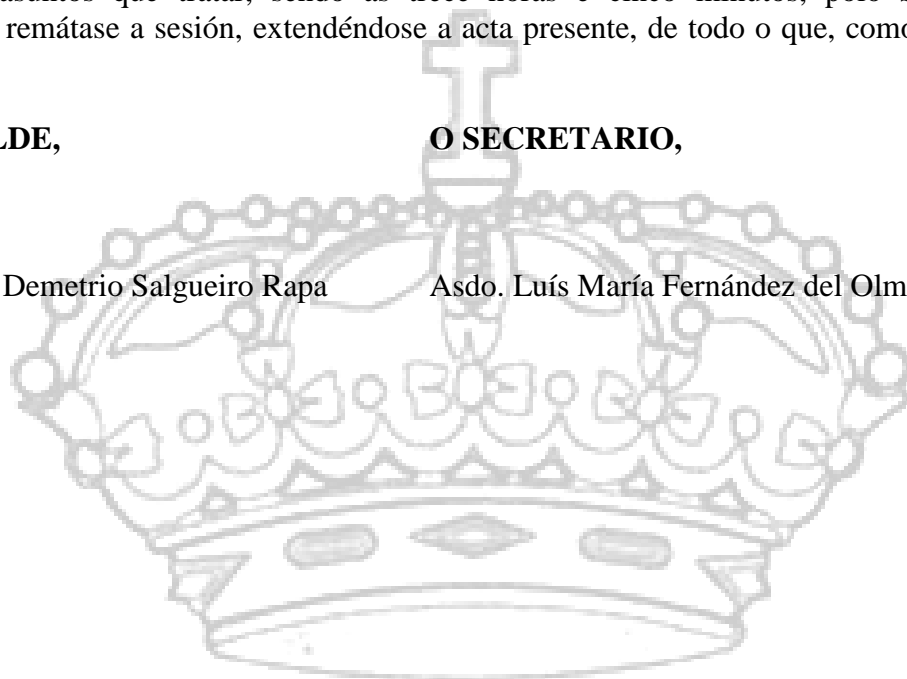 asuntos que tratar, sendo as trece horas e cinco minutos, polo
remátase a sesión, extendéndose a acta presente, de todo o que, como
LDE, O SECRETARIO,
Demetrio Salgueiro Rapa Asdo. Luís María Fernández del Olm